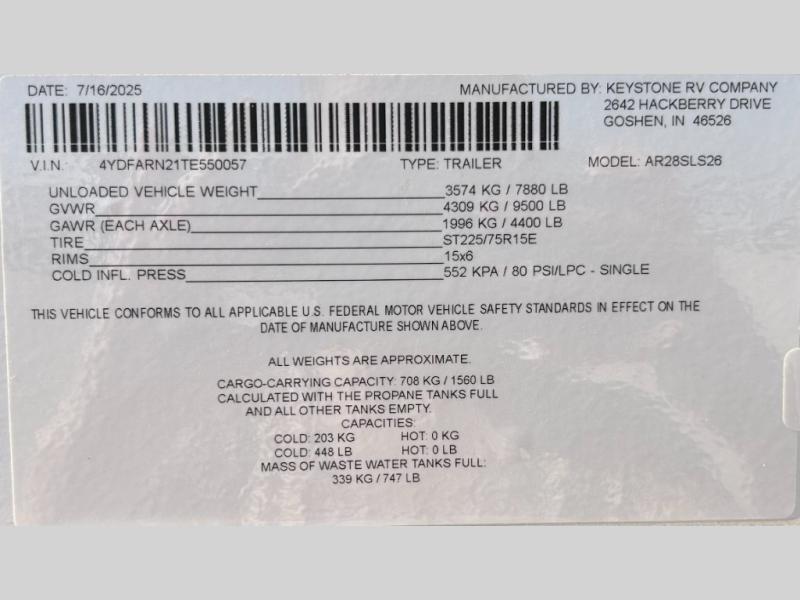 DATE: 7/16/2025 MANUFACTURED BY: KEYSTONE RV COMPANY
2642 HACKBERRY DRIVE
GOSHEN, IN 46526
V.I.N. 4YDFARN21TE550057 TYPE: TRAILER MODEL: AR28SLS26
UNLOADED VEHICLE WEIGHT 3574 KG / 7880 LB
GVWR 4309 KG / 9500 LB
GAWR (EACH AXLE) 1996 KG / 4400 LB
TIRE ST225/75R15E
RIMS 15x6
COLD INFL. PRESS 552 KPA / 80 PSI/LPC - SINGLE
THIS VEHICLE CONFORMS TO ALL APPLICABLE U.S. FEDERAL MOTOR VEHICLE SAFETY STANDARDS IN EFFECT ON THE
DATE OF MANUFACTURE SHOWN ABOVE.
ALL WEIGHTS ARE APPROXIMATE.
CARGO-CARRYING CAPACITY: 708 KG / 1560 LB
CALCULATED WITH THE PROPANE TANKS FULL
AND ALL OTHER TANKS EMPTY.
CAPACITIES:
COLD: 203 KG HOT: 0 KG
COLD: 448 LB HOT: 0 LB
MASS OF WASTE WATER TANKS FULL:
339 KG / 747 LB